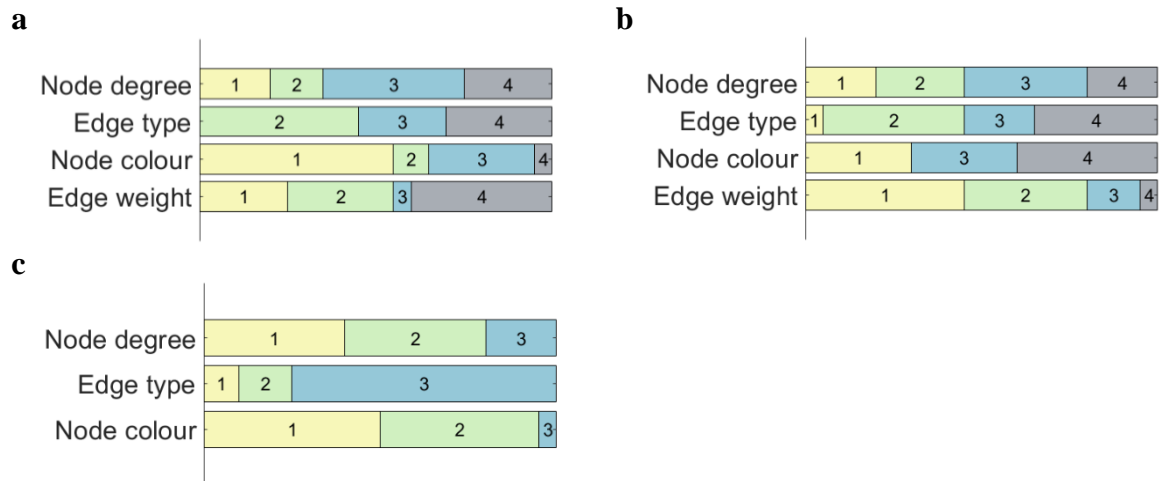 a
Node degree 1 2 3 4
Edge type 2 3 4
Node colour 1 2 3 4
Edge weight 1 2 3 4
b
Node degree 1 2 3 4
Edge type 1 2 3 4
Node colour 1 3 4
Edge weight 1 2 3 4
c
Node degree 1 2 3
Edge type 1 2 3
Node colour 1 2 3